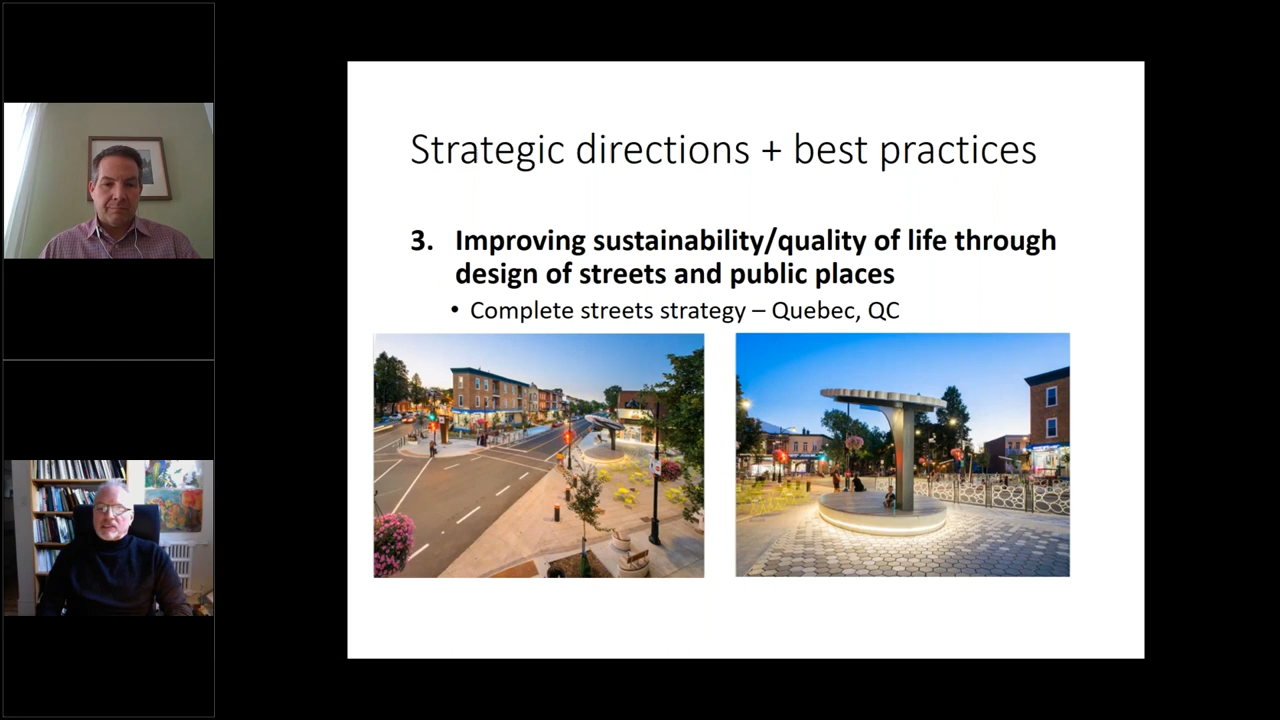 Strategic directions + best practices
3. Improving sustainability/quality of life through
design of streets and public places
• Complete streets strategy – Quebec, QC